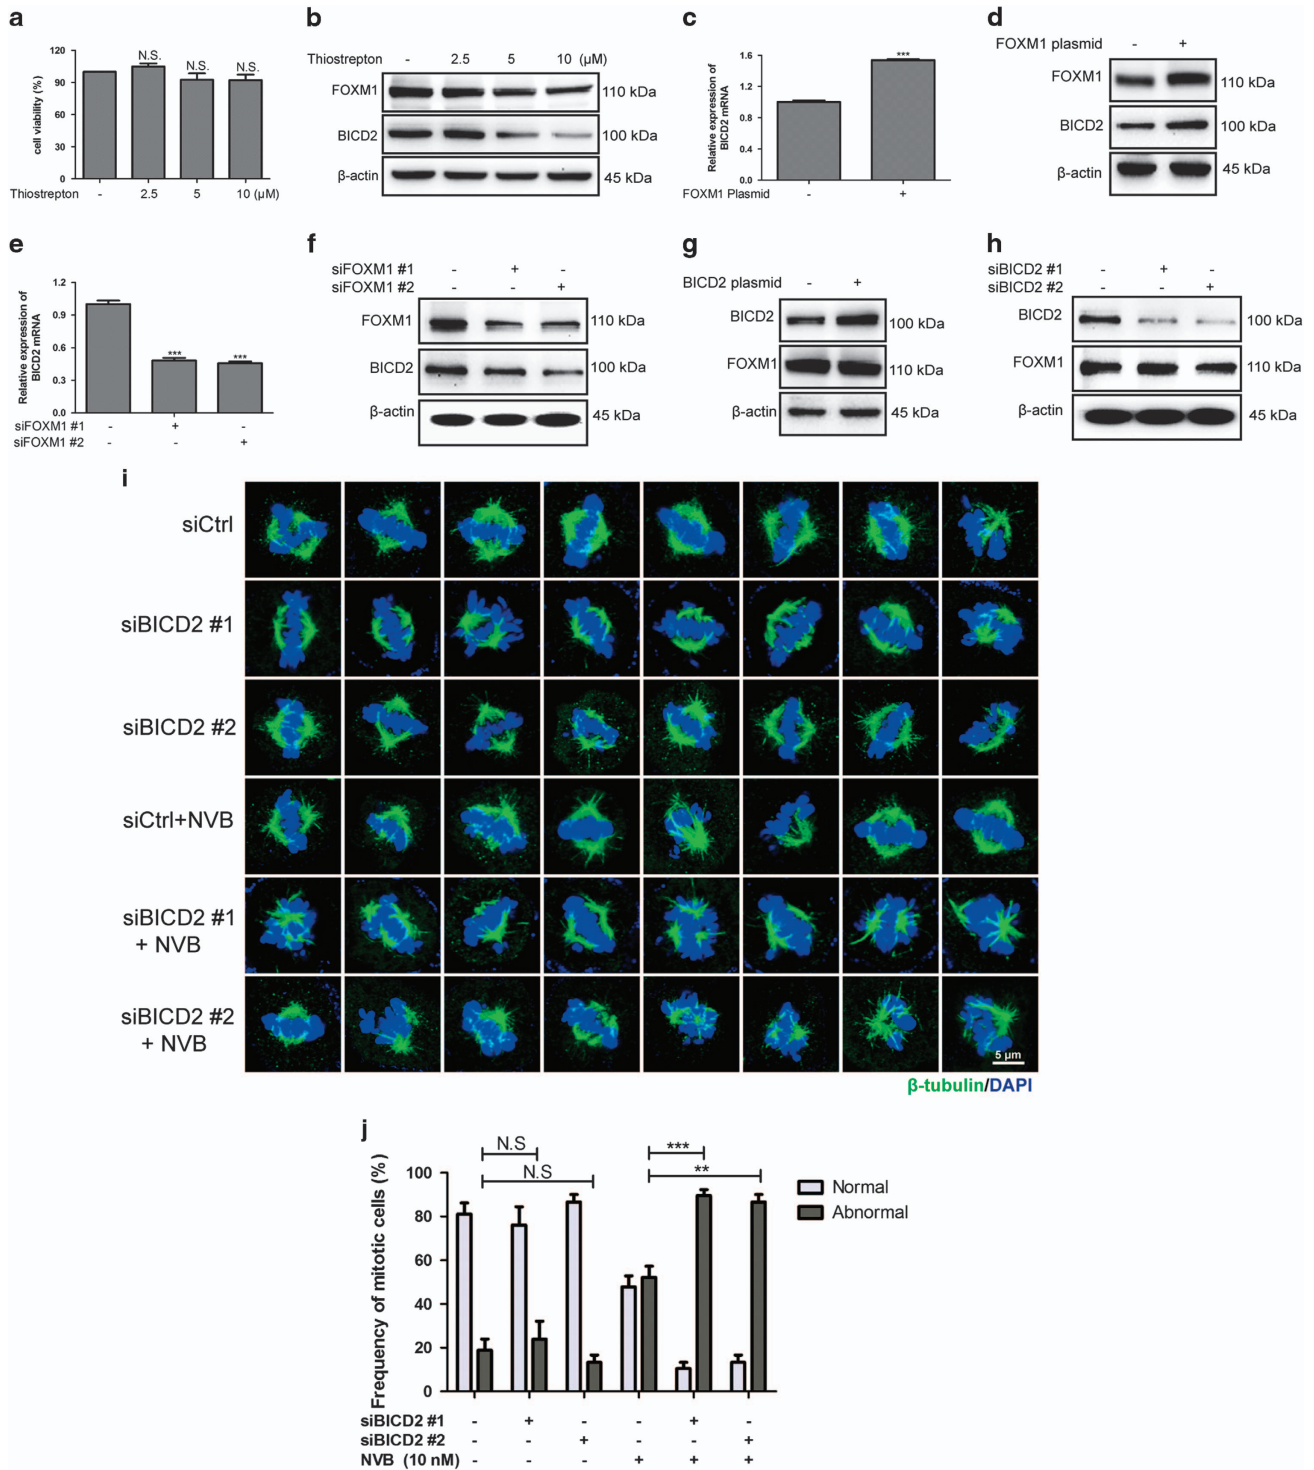 a
120
90
60
30
0
cell viability (%)
N.S.
N.S.
N.S.
Thiostrepton - 2.5 5 10 (μM)
b
Thiostrepton - 2.5 5 10 (μM)
FOXM1 110 kDa
BICD2 100 kDa
β-actin 45 kDa
c
1.6
1.2
0.8
0.4
0.0
Relative expression of
BICD2 mRNA
***
FOXM1 Plasmid - +
d
FOXM1 plasmid - +
FOXM1 110 kDa
BICD2 100 kDa
β-actin 45 kDa
e
1.2
0.9
0.6
0.3
0.0
Relative expression of
BICD2 mRNA
*** ***
siFOXM1 #1 - + -
siFOXM1 #2 - - +
f
siFOXM1 #1 - + -
siFOXM1 #2 - - +
FOXM1 110 kDa
BICD2 100 kDa
β-actin 45 kDa
g
BICD2 plasmid - +
BICD2 100 kDa
FOXM1 110 kDa
β-actin 45 kDa
h
siBICD2 #1 - + -
siBICD2 #2 - - +
BICD2 100 kDa
FOXM1 110 kDa
β-actin 45 kDa
i
siCtrl
siBICD2 #1
siBICD2 #2
siCtrl+NVB
siBICD2 #1
+ NVB
siBICD2 #2
+ NVB
5 μm
β-tubulin/DAPI
j
Frequency of mitotic cells (%)
100
80
60
40
20
0
N.S
N.S
***
**
Normal
Abnormal
siBICD2 #1 - + - - + -
siBICD2 #2 - - + - - +
NVB (10 nM) - - - + + +